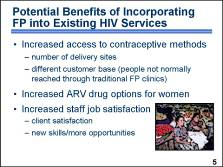 Potential Benefits of Incorporating
FP into Existing HIV Services
• Increased access to contraceptive methods
– number of delivery sites
– different customer base (people not normally
reached through traditional FP clinics)
• Increased ARV drug options for women
• Increased staff job satisfaction
– client satisfaction
– new skills/more opportunities
5